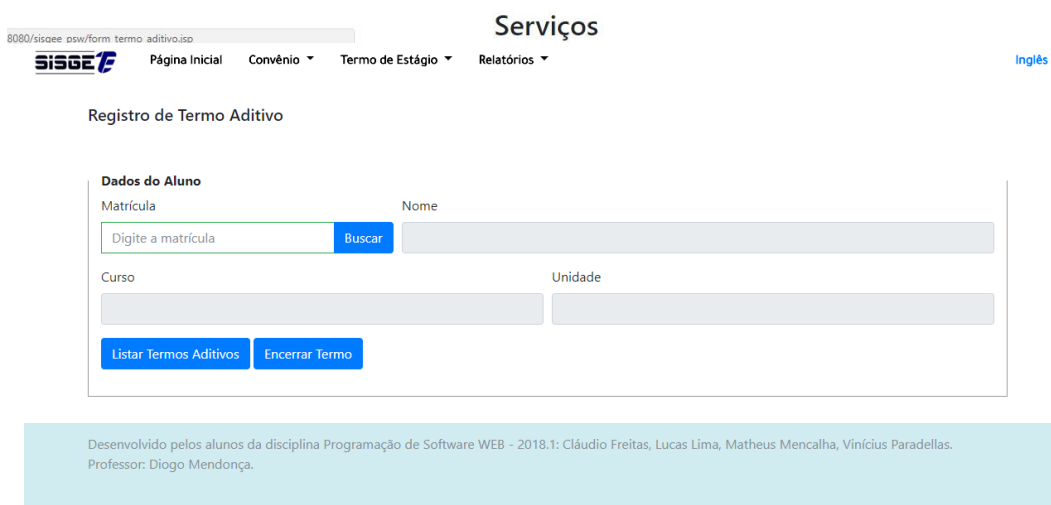 Serviços
8080/sisgee_psw/form_termo_aditivo.jsp
SISGEE Página Inicial Convênio Termo de Estágio Relatórios Inglês
Registro de Termo Aditivo
Dados do Aluno
Matrícula Nome
Digite a matrícula Buscar
Curso Unidade
Listar Termos Aditivos Encerrar Termo
Desenvolvido pelos alunos da disciplina Programação de Software WEB - 2018.1: Cláudio Freitas, Lucas Lima, Matheus Mencalha, Vinícius Paradellas.
Professor: Diogo Mendonça.